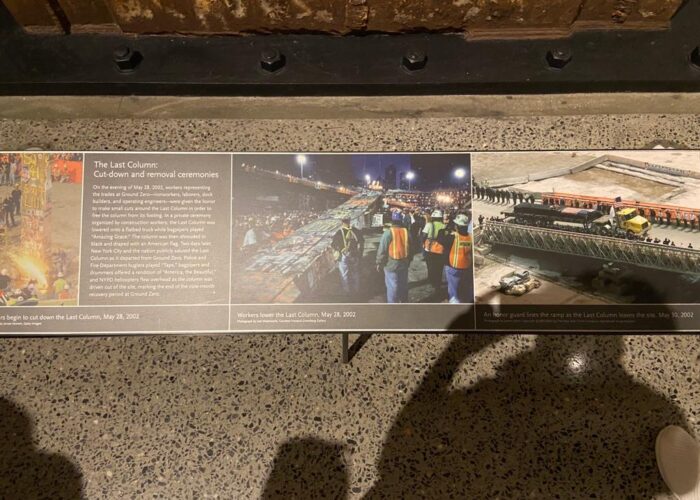 The Last Column:
Cut-down and removal ceremonies
On the evening of May 28, 2002, workers representing
the trades at Ground Zero—ironworkers, laborers, dock
builders, and operating engineers—were given the honor
to make small cuts around the Last Column in order to
free the column from its footing. In a private ceremony
organized by construction workers, the Last Column was
lowered onto a flatbed truck while bagpipers played
"Amazing Grace." The column was then shrouded in
black and draped with an American flag. Two days later,
New York City and the nation publicly saluted the Last
Column as it departed from Ground Zero. Police and
Fire Department buglers played "Taps," bagpipers and
drummers offered a rendition of "America, the Beautiful,"
and NYPD helicopters flew overhead as the column was
driven out of the site, marking the end of the nine-month
recovery period at Ground Zero.
rs begin to cut down the Last Column, May 28, 2002
Workers lower the Last Column, May 28, 2002
An honor guard lines the ramp as the Last Column leaves the site, May 30, 2002